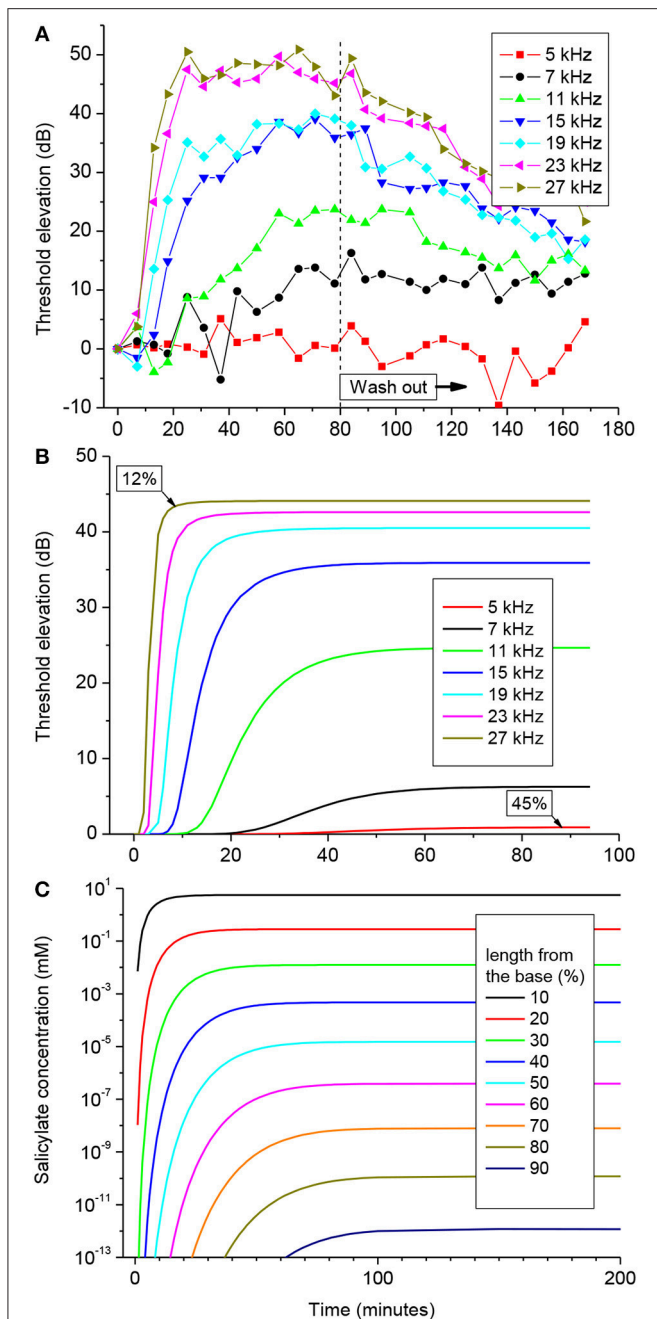 A
60
50
40
30
20
10
0
-10
Threshold elevation (dB)
5 kHz
7 kHz
11 kHz
15 kHz
19 kHz
23 kHz
27 kHz
Wash out
0 20 40 60 80 100 120 140 160 180
B
50
40
30
20
10
0
Threshold elevation (dB)
12%
5 kHz
7 kHz
11 kHz
15 kHz
19 kHz
23 kHz
27 kHz
45%
0 20 40 60 80 100
C
10^1
10^-1
10^-3
10^-5
10^-7
10^-9
10^-11
10^-13
Salicylate concentration (mM)
length from
the base (%)
10
20
30
40
50
60
70
80
90
0 100 200
Time (minutes)